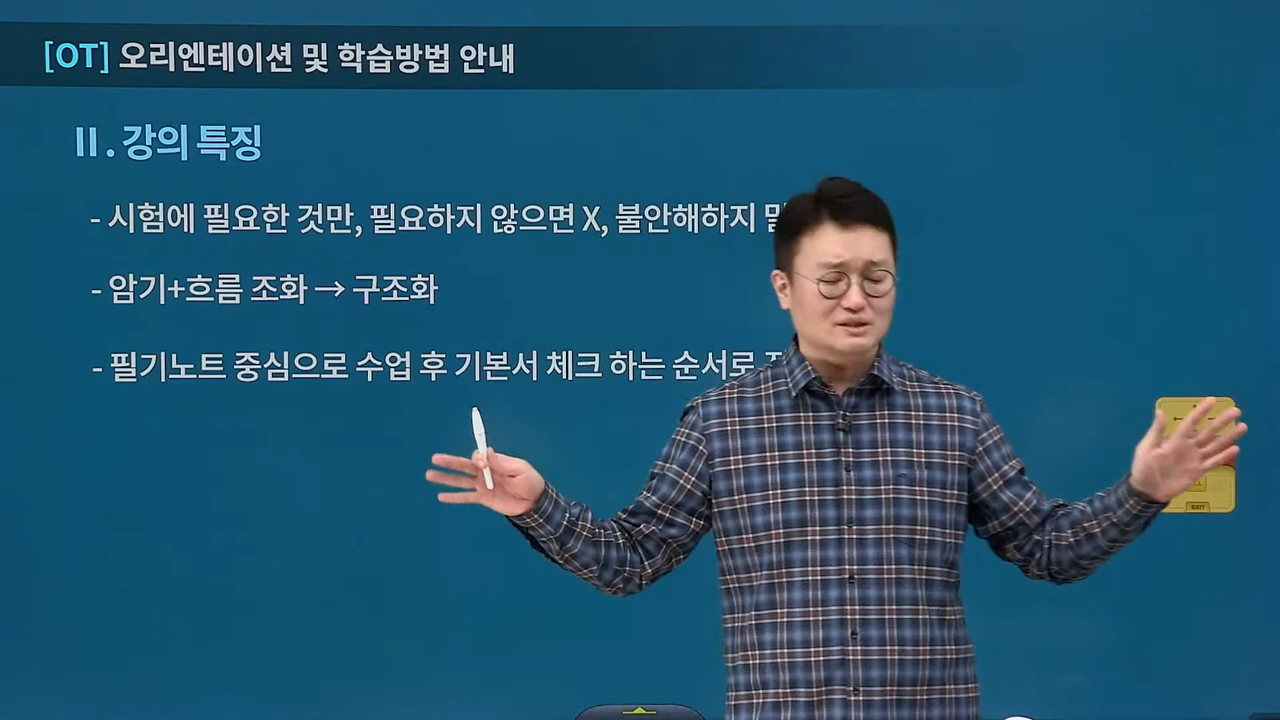 [OT] 오리엔테이션 및 학습방법 안내
II. 강의 특징
- 시험에 필요한 것만, 필요하지 않으면 X, 불안해하지
- 암기+흐름 조화 → 구조화
- 필기노트 중심으로 수업 후 기본서 체크 하는 순서로
EXIT